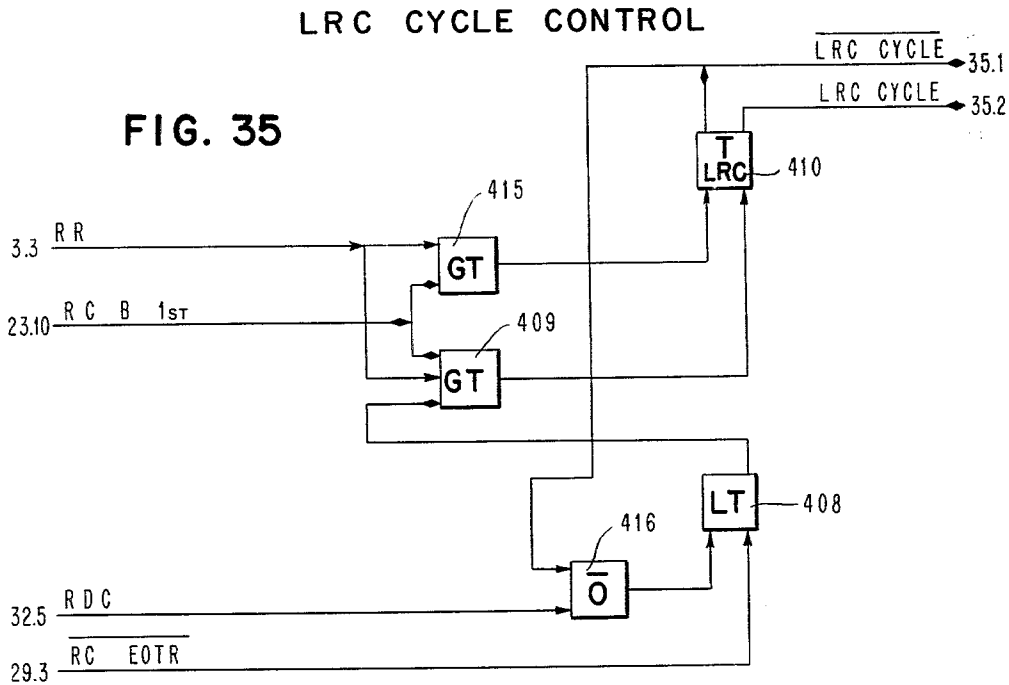 LRC CYCLE CONTROL
LRC CYCLE 35.1
LRC CYCLE 35.2
FIG. 35
T
LRC
410
415
3.3 RR
GT
23.10 RC B 1ST
409
GT
LT
408
416
O
32.5 RDC
29.3 RC EOTR